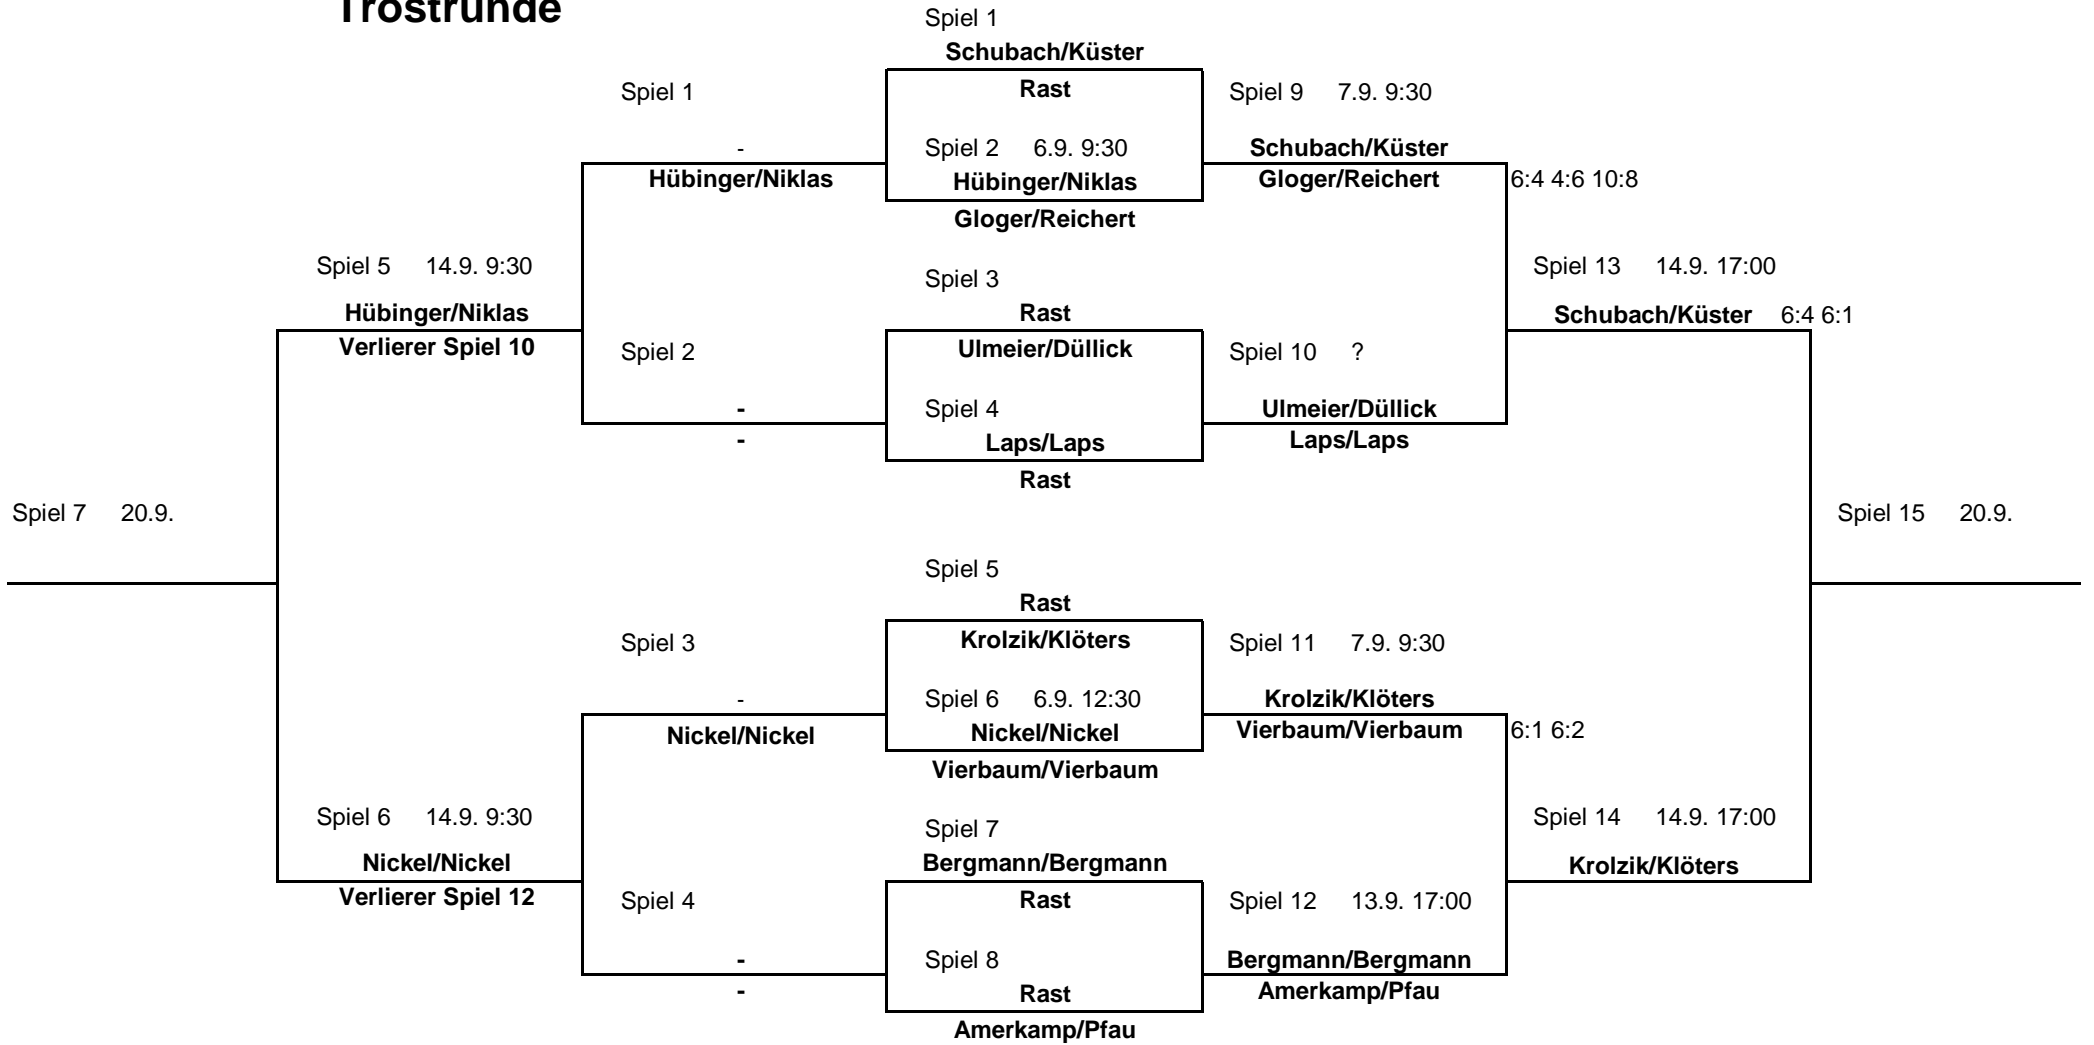 Trostrunde
Spiel 1
Schubach/Küster
Spiel 1 Rast Spiel 9 7.9. 9:30
- Spiel 2 6.9. 9:30 Schubach/Küster
Hübinger/Niklas Hübinger/Niklas Gloger/Reichert 6:4 4:6 10:8
Gloger/Reichert
Spiel 5 14.9. 9:30 Spiel 3 Spiel 13 14.9. 17:00
Hübinger/Niklas Rast Schubach/Küster 6:4 6:1
Verlierer Spiel 10 Spiel 2 Ulmeier/Düllick Spiel 10 ?
- Spiel 4 Ulmeier/Düllick
- Laps/Laps Laps/Laps
Rast
Spiel 7 20.9. Spiel 15 20.9.
Spiel 5
Rast
Spiel 3 Krolzik/Klöters Spiel 11 7.9. 9:30
- Spiel 6 6.9. 12:30 Krolzik/Klöters
Nickel/Nickel Nickel/Nickel Vierbaum/Vierbaum 6:1 6:2
Vierbaum/Vierbaum
Spiel 6 14.9. 9:30 Spiel 7 Spiel 14 14.9. 17:00
Nickel/Nickel Bergmann/Bergmann Krolzik/Klöters
Verlierer Spiel 12 Spiel 4 Rast Spiel 12 13.9. 17:00
- Spiel 8 Bergmann/Bergmann
- Rast Amerkamp/Pfau
Amerkamp/Pfau